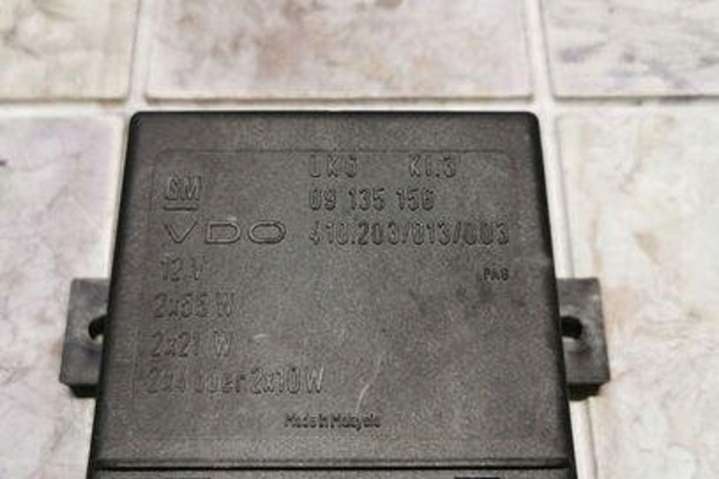 LKG Kl.3
GM 09 135 156
VDO 410.203/013/003
12 V PA6
2x55 W
2x21 W
2x4 oder 2x10 W
Made in Malaysia